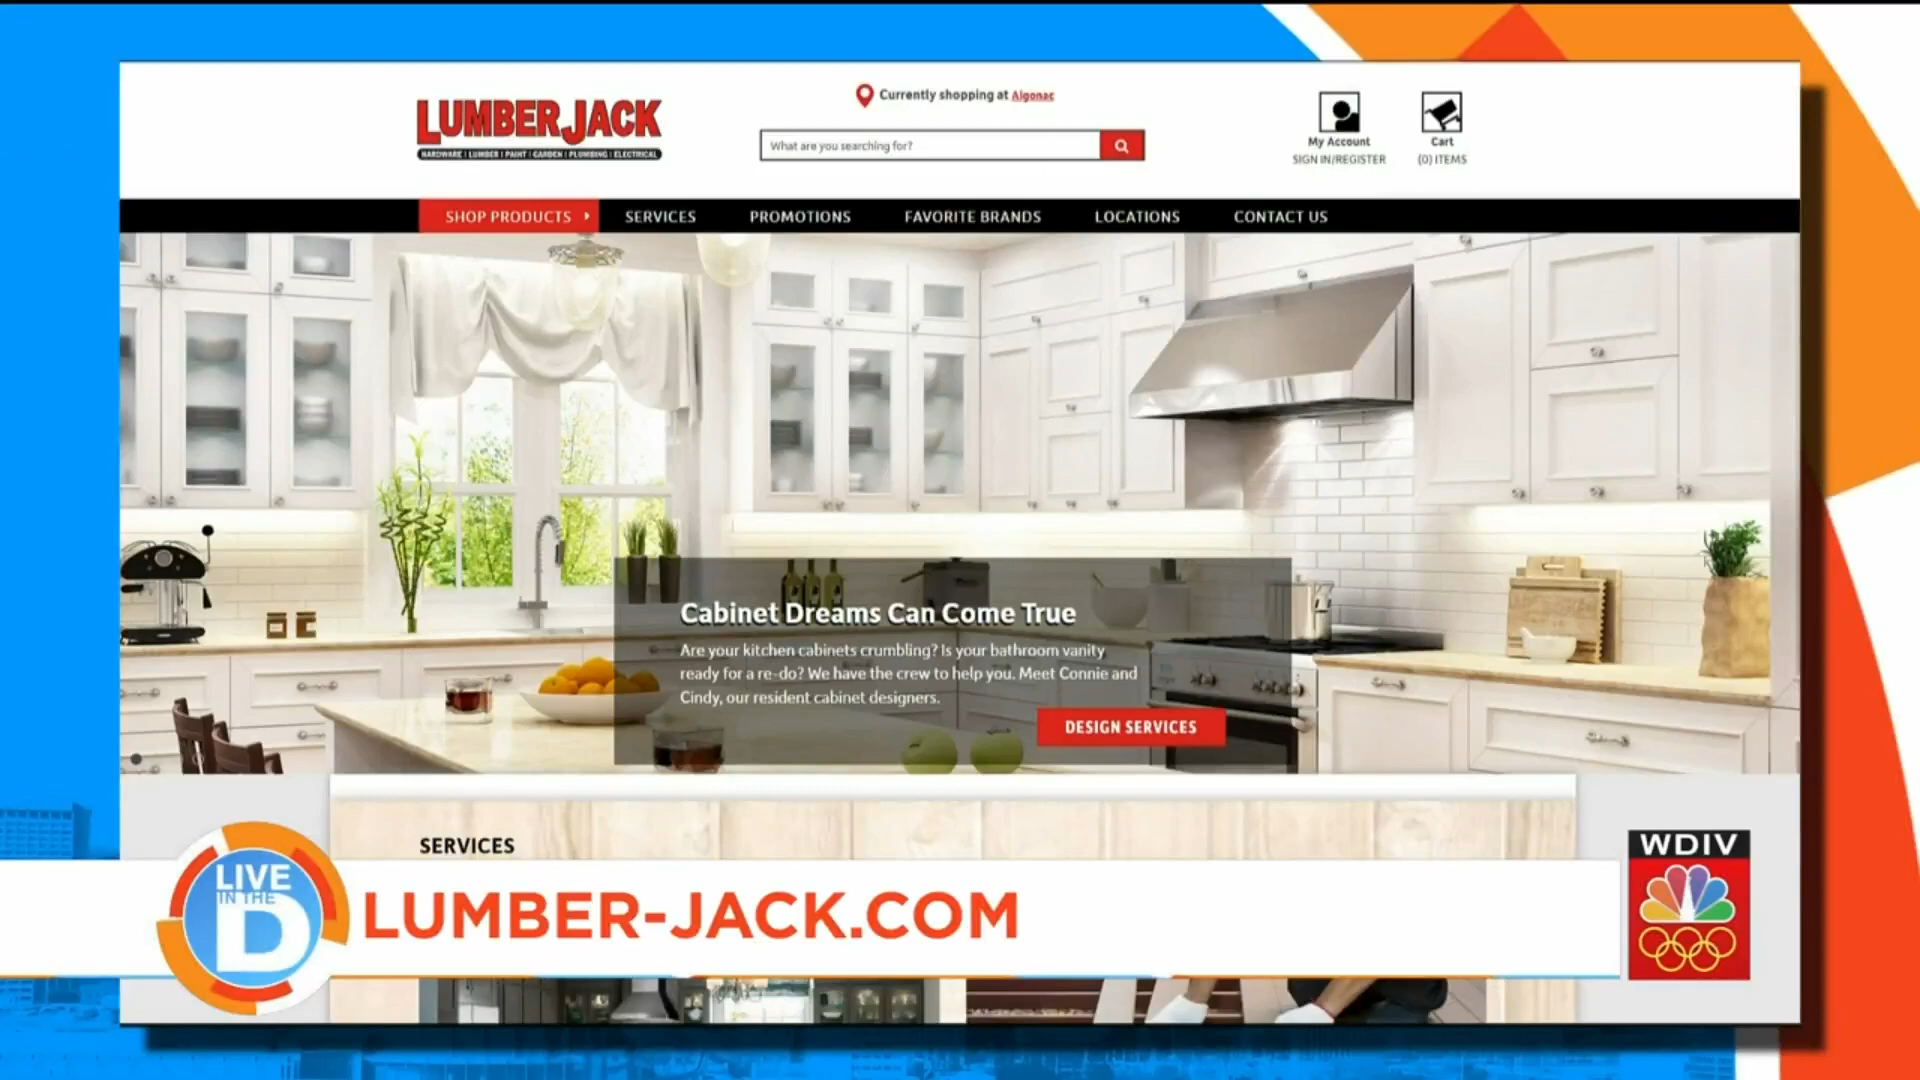 Currently shopping at Algonac
LUMBERJACK
HARDWARE | LUMBER | PAINT | GARDEN | PLUMBING | ELECTRICAL
What are you searching for?
My Account
SIGN IN/REGISTER
Cart
(0) ITEMS
SHOP PRODUCTS SERVICES PROMOTIONS FAVORITE BRANDS LOCATIONS CONTACT US
Cabinet Dreams Can Come True
Are your kitchen cabinets crumbling? Is your bathroom vanity
ready for a re-do? We have the crew to help you. Meet Connie and
Cindy, our resident cabinet designers.
DESIGN SERVICES
SERVICES
WDIV
LIVE
IN THE
D
LUMBER-JACK.COM